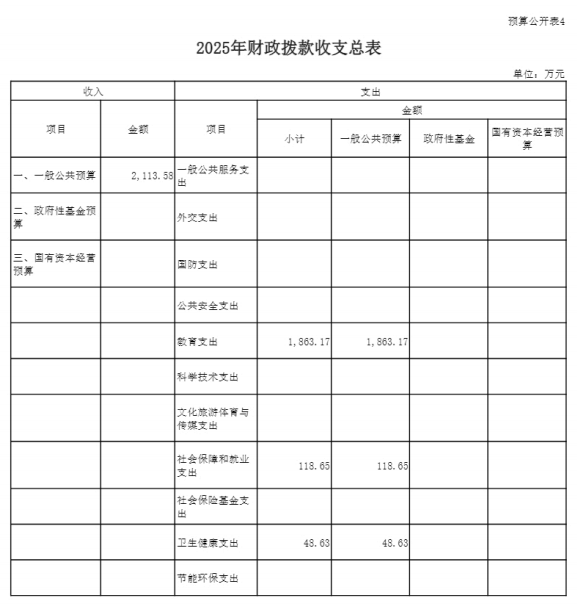 预算公开表4
2025年财政拨款收支总表
单位：万元
收入 支出
项目 金额 项目 金额
小计 一般公共预算 政府性基金 国有资本经营预
算
一、一般公共预算 2,113.58 一般公共服务支
出
二、政府性基金预
算
外交支出
三、国有资本经营
预算
国防支出
公共安全支出
教育支出 1,863.17 1,863.17
科学技术支出
文化旅游体育与
传媒支出
社会保障和就业
支出
118.65 118.65
社会保险基金支
出
卫生健康支出 48.63 48.63
节能环保支出